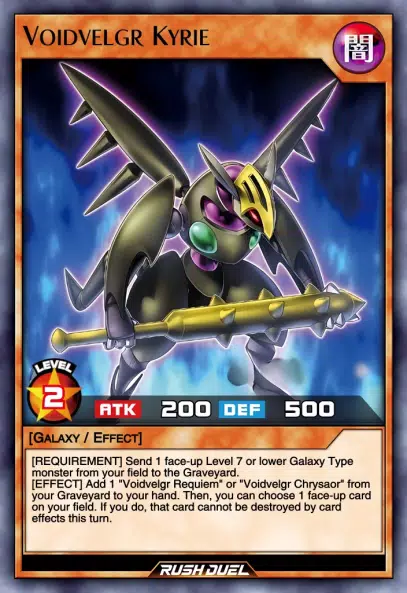 Voidvelgr Kyrie
闇
LEVEL
2
ATK 200 DEF 500
[Galaxy / Effect]
[REQUIREMENT] Send 1 face-up Level 7 or lower Galaxy Type
monster from your field to the Graveyard.
[EFFECT] Add 1 "Voidvelgr Requiem" or "Voidvelgr Chrysaor" from
your Graveyard to your hand. Then, you can choose 1 face-up card
on your field. If you do, that card cannot be destroyed by card
effects this turn.
RUSH DUEL